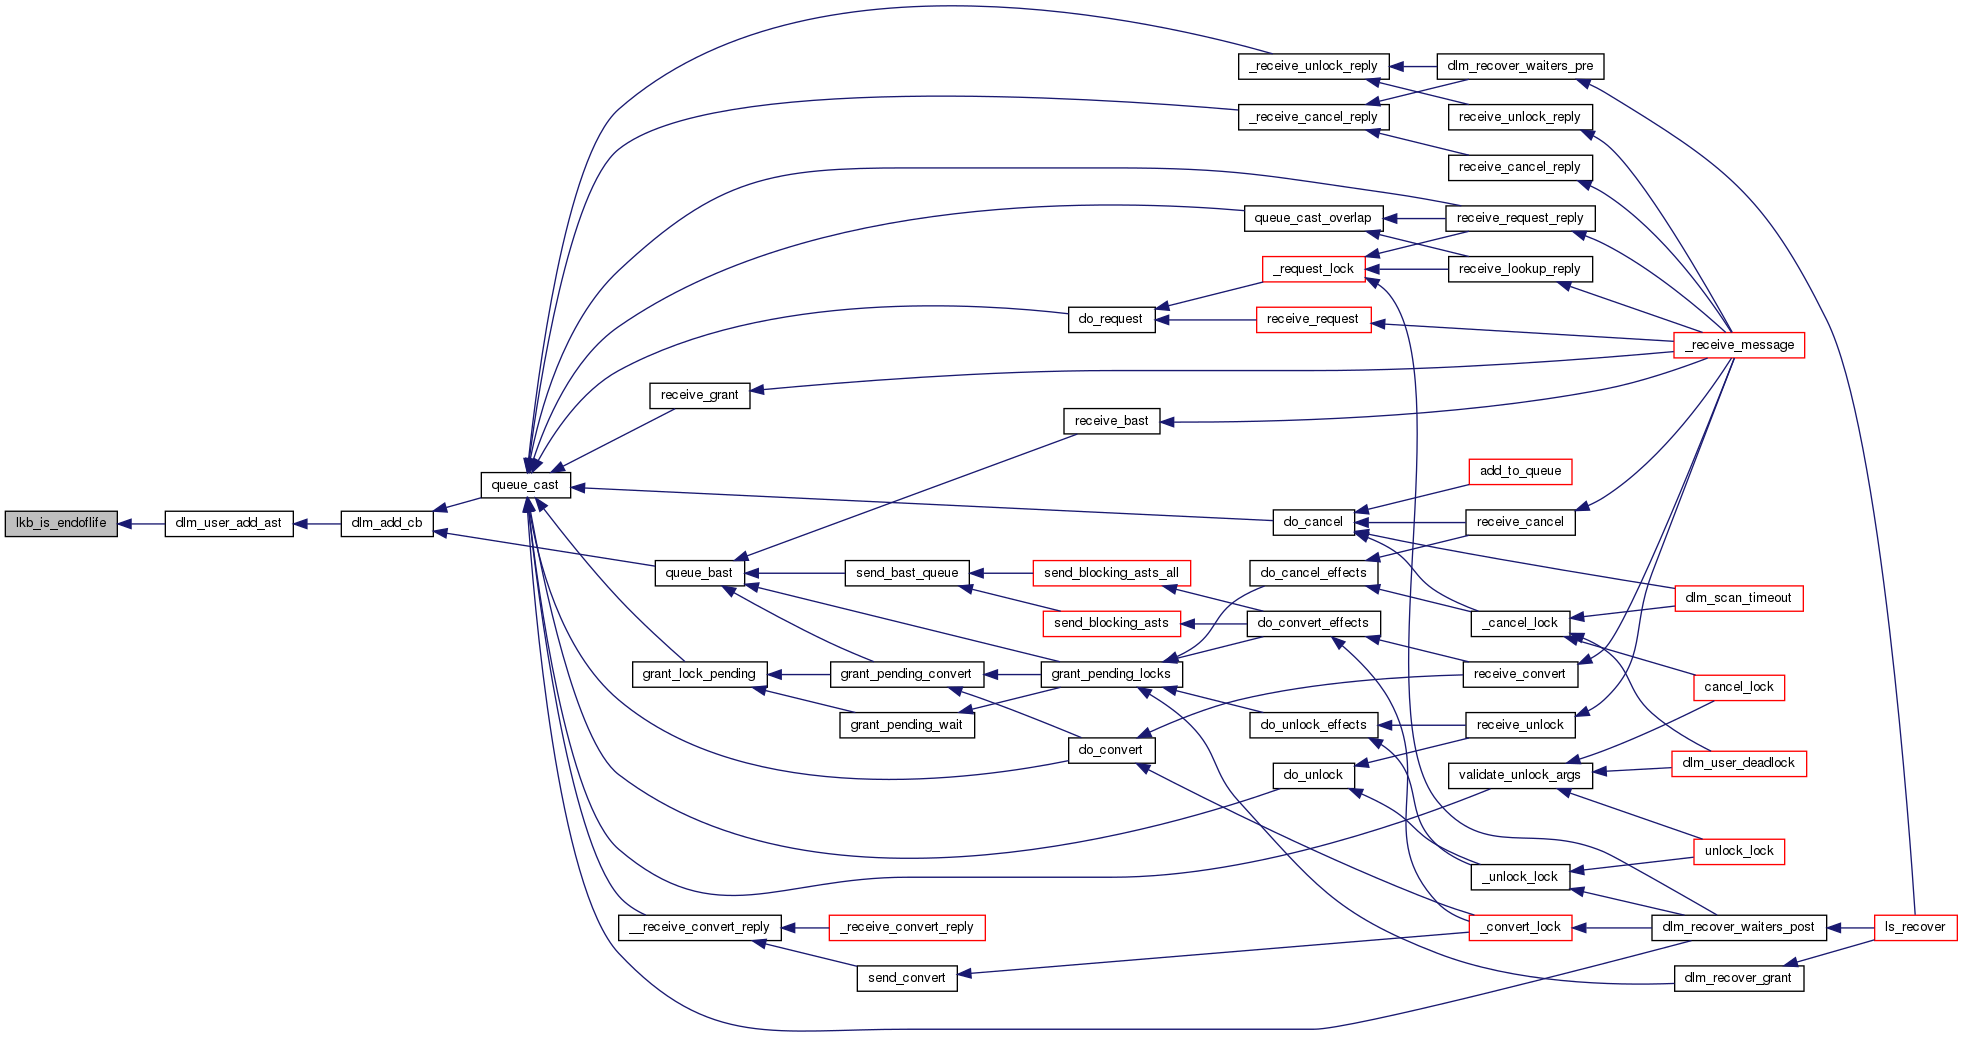 _receive_unlock_reply
dlm_recover_waiters_pre
_receive_cancel_reply
receive_unlock_reply
receive_cancel_reply
queue_cast_overlap
receive_request_reply
_request_lock
receive_lookup_reply
do_request
receive_request
_receive_message
receive_grant
receive_bast
add_to_queue
queue_cast
lkb_is_endoflife
dlm_user_add_ast
dlm_add_cb
do_cancel
receive_cancel
queue_bast
send_bast_queue
send_blocking_asts_all
do_cancel_effects
dlm_scan_timeout
send_blocking_asts
do_convert_effects
_cancel_lock
grant_lock_pending
grant_pending_convert
grant_pending_locks
receive_convert
cancel_lock
grant_pending_wait
do_unlock_effects
receive_unlock
do_convert
dlm_user_deadlock
do_unlock
validate_unlock_args
unlock_lock
_unlock_lock
__receive_convert_reply
_receive_convert_reply
_convert_lock
dlm_recover_waiters_post
ls_recover
send_convert
dlm_recover_grant